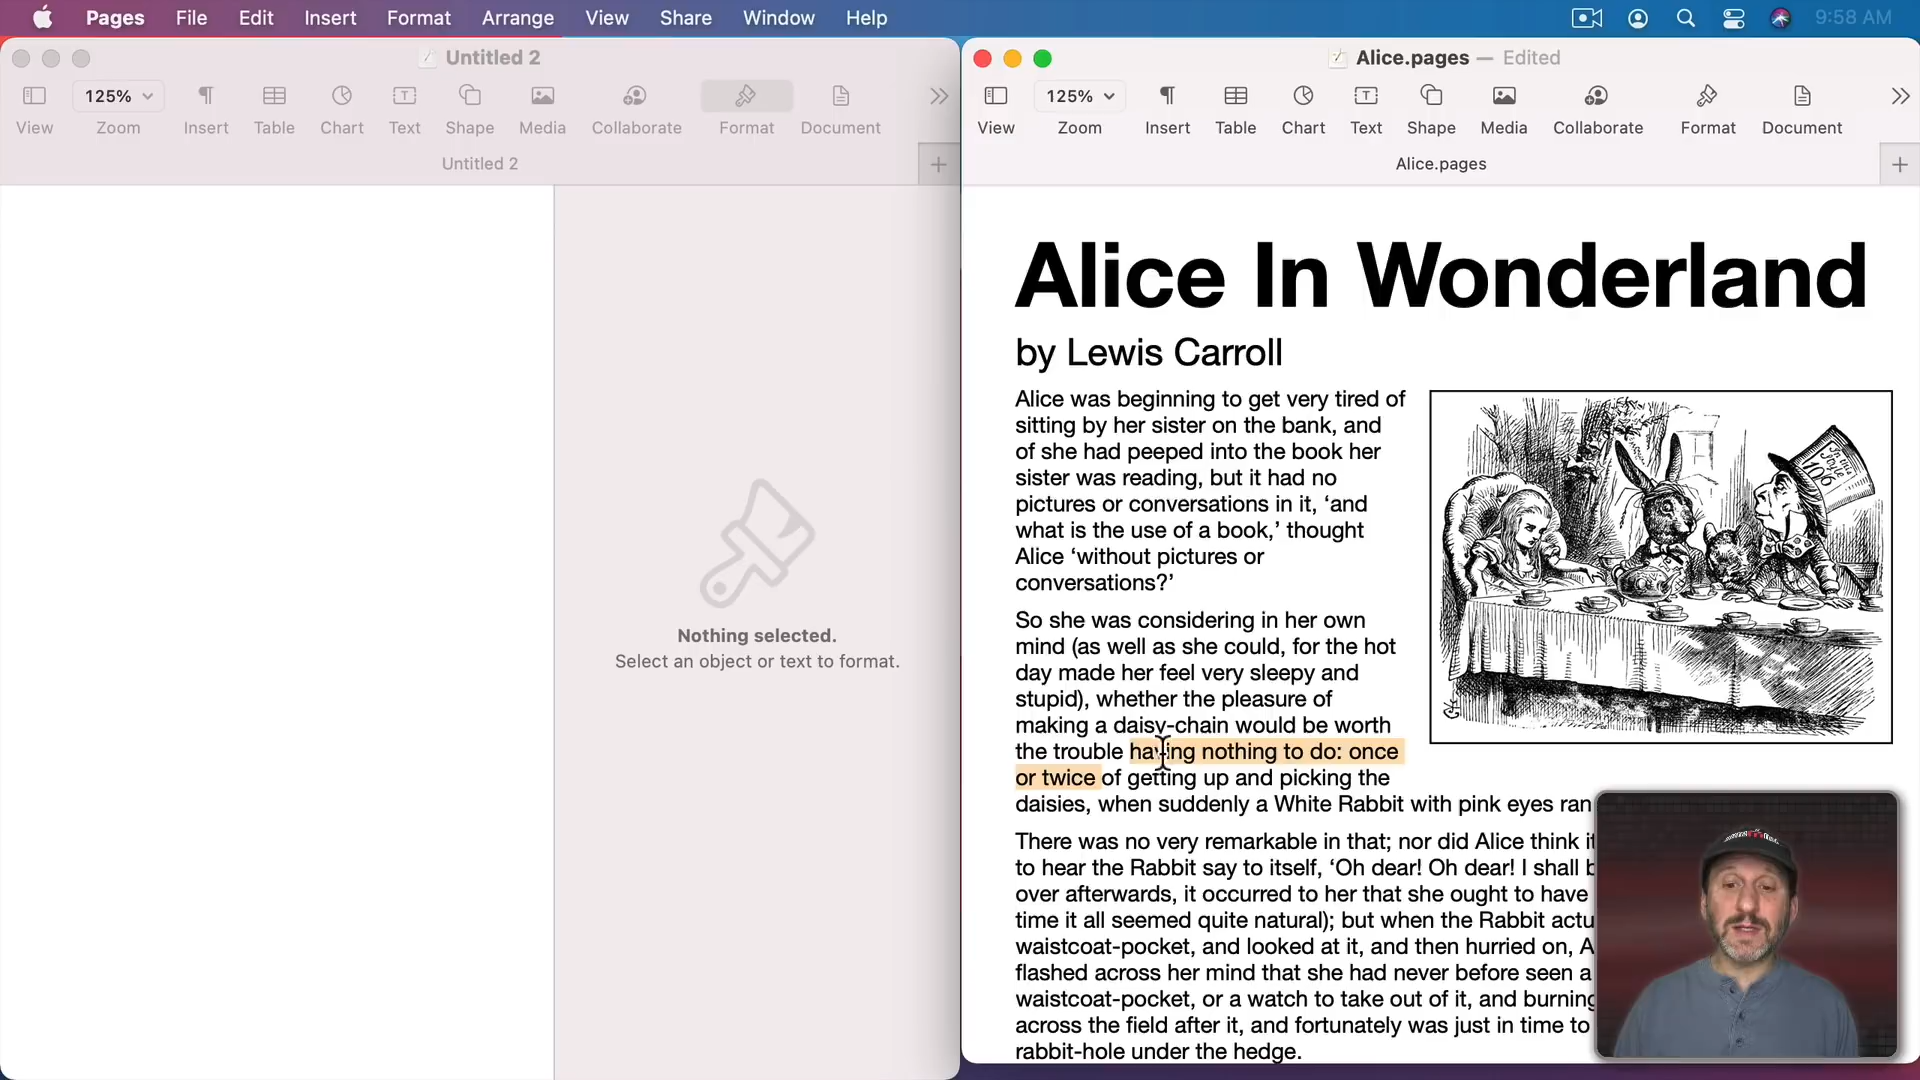 Pages File Edit Insert Format Arrange View Share Window Help 9:58 AM
Untitled 2
125%
View Zoom Insert Table Chart Text Shape Media Collaborate Format Document
Untitled 2
Nothing selected.
Select an object or text to format.
Alice.pages — Edited
125%
View Zoom Insert Table Chart Text Shape Media Collaborate Format Document
Alice.pages
Alice In Wonderland
by Lewis Carroll
Alice was beginning to get very tired of
sitting by her sister on the bank, and
of she had peeped into the book her
sister was reading, but it had no
pictures or conversations in it, ‘and
what is the use of a book,’ thought
Alice ‘without pictures or
conversations?’
So she was considering in her own
mind (as well as she could, for the hot
day made her feel very sleepy and
stupid), whether the pleasure of
making a daisy-chain would be worth
the trouble having nothing to do: once
or twice of getting up and picking the
daisies, when suddenly a White Rabbit with pink eyes ran
There was no very remarkable in that; nor did Alice think it
to hear the Rabbit say to itself, ‘Oh dear! Oh dear! I shall b
over afterwards, it occurred to her that she ought to have
time it all seemed quite natural); but when the Rabbit actu
waistcoat-pocket, and looked at it, and then hurried on, A
flashed across her mind that she had never before seen a
waistcoat-pocket, or a watch to take out of it, and burning
across the field after it, and fortunately was just in time to
rabbit-hole under the hedge.
In this
Style
10/6